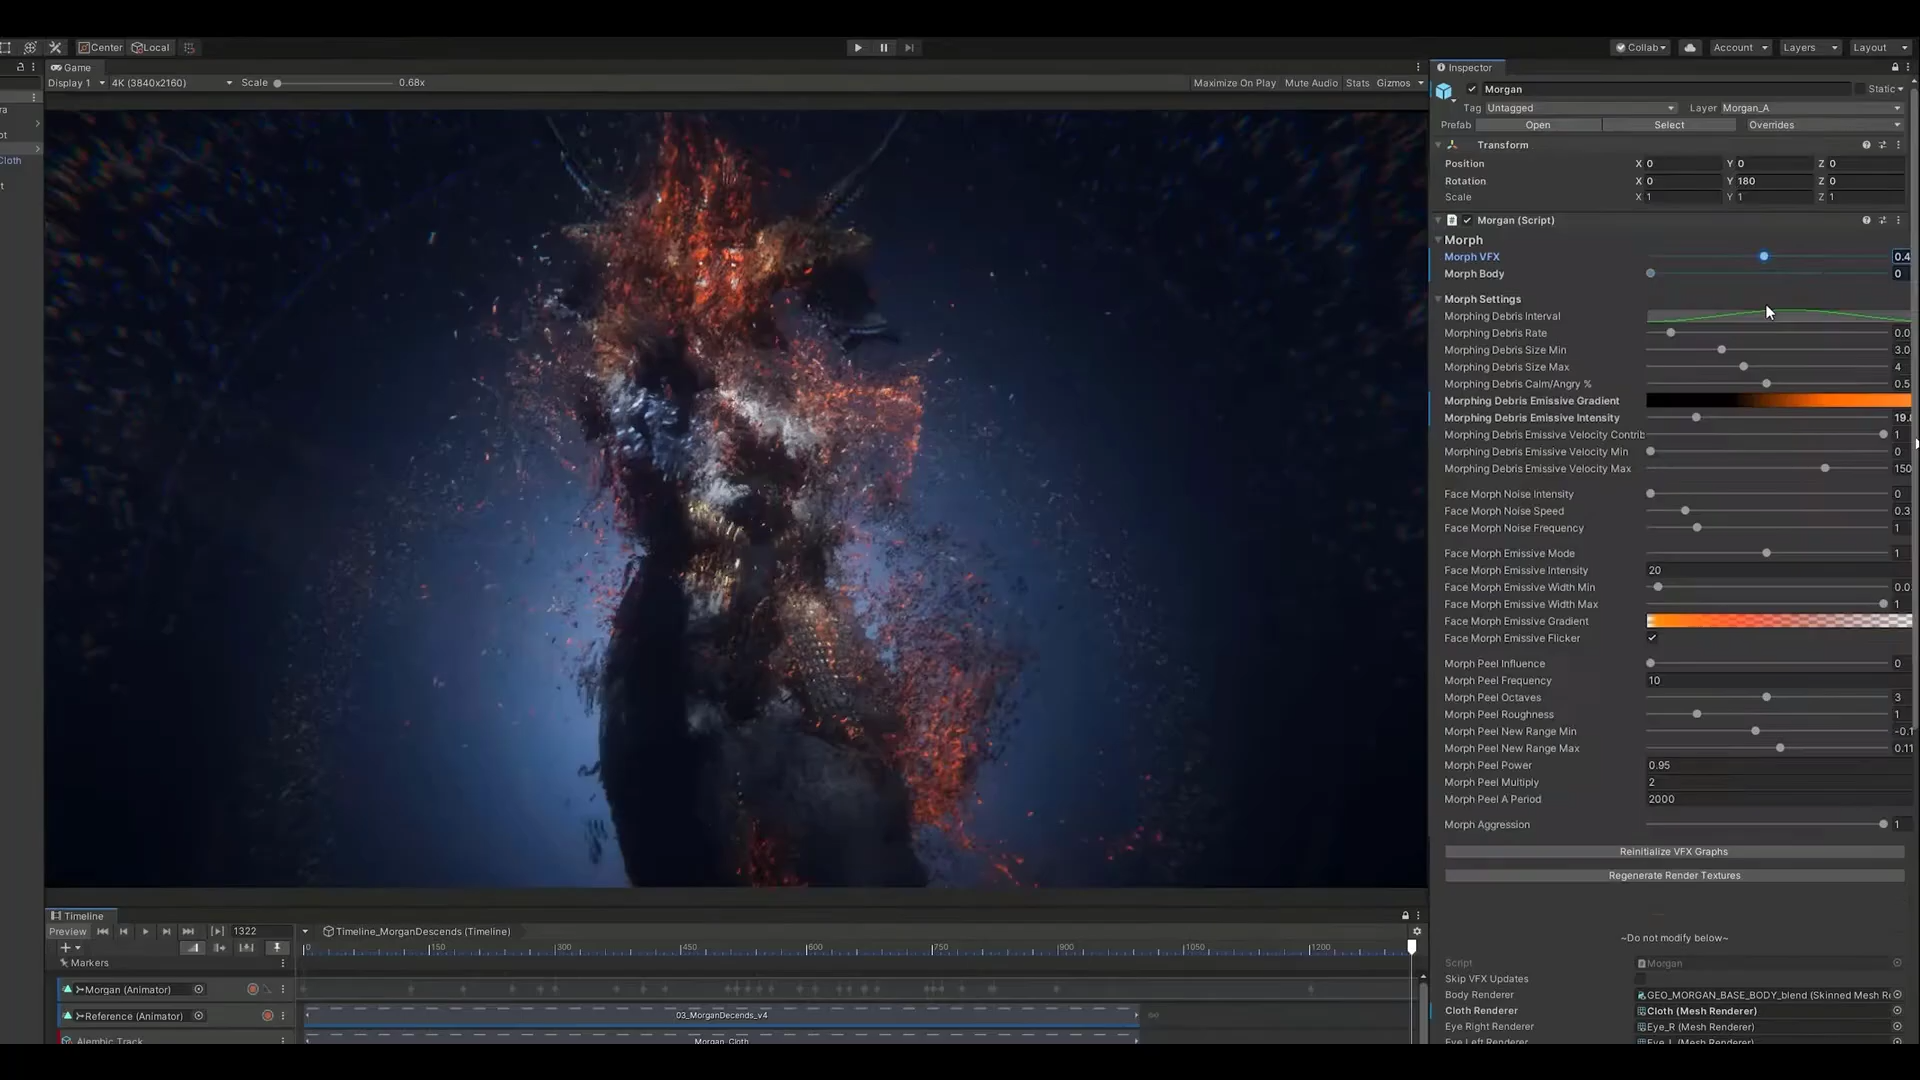 Center Local
Collab Account Layers Layout
Game
Display 1 4K (3840x2160) Scale 0.68x Maximize On Play Mute Audio Stats Gizmos
Cloth
Inspector
Morgan Static
Tag Untagged Layer Morgan_A
Prefab Open Select Overrides
Transform
Position X 0 Y 0 Z 0
Rotation X 0 Y 180 Z 0
Scale X 1 Y 1 Z 1
Morgan (Script)
Morph
Morph VFX 0.4
Morph Body 0
Morph Settings
Morphing Debris Interval
Morphing Debris Rate 0.0
Morphing Debris Size Min 3.0
Morphing Debris Size Max 4
Morphing Debris Calm/Angry % 0.5
Morphing Debris Emissive Gradient
Morphing Debris Emissive Intensity 19.
Morphing Debris Emissive Velocity Contrib 1
Morphing Debris Emissive Velocity Min 0
Morphing Debris Emissive Velocity Max 150
Face Morph Noise Intensity 0
Face Morph Noise Speed 0.3
Face Morph Noise Frequency 1
Face Morph Emissive Mode 1
Face Morph Emissive Intensity 20
Face Morph Emissive Width Min 0.0
Face Morph Emissive Width Max 1
Face Morph Emissive Gradient
Face Morph Emissive Flicker
Morph Peel Influence 0
Morph Peel Frequency 10
Morph Peel Octaves 3
Morph Peel Roughness 1
Morph Peel New Range Min -0.1
Morph Peel New Range Max 0.11
Morph Peel Power 0.95
Morph Peel Multiply 2
Morph Peel A Period 2000
Morph Aggression 1
Reinitialize VFX Graphs
Regenerate Render Textures
~Do not modify below~
Script Morgan
Skip VFX Updates
Body Renderer GEO_MORGAN_BASE_BODY_blend (Skinned Mesh Re
Cloth Renderer Cloth (Mesh Renderer)
Eye Right Renderer Eye_R (Mesh Renderer)
Eye Left Renderer Eye_L (Mesh Renderer)
Timeline
Preview 1322 Timeline_MorganDescends (Timeline)
0 150 300 450 600 750 900 1050 1200
Markers
Morgan (Animator)
Reference (Animator) 03_MorganDecends_v4
Alembic Track Morgan_Cloth